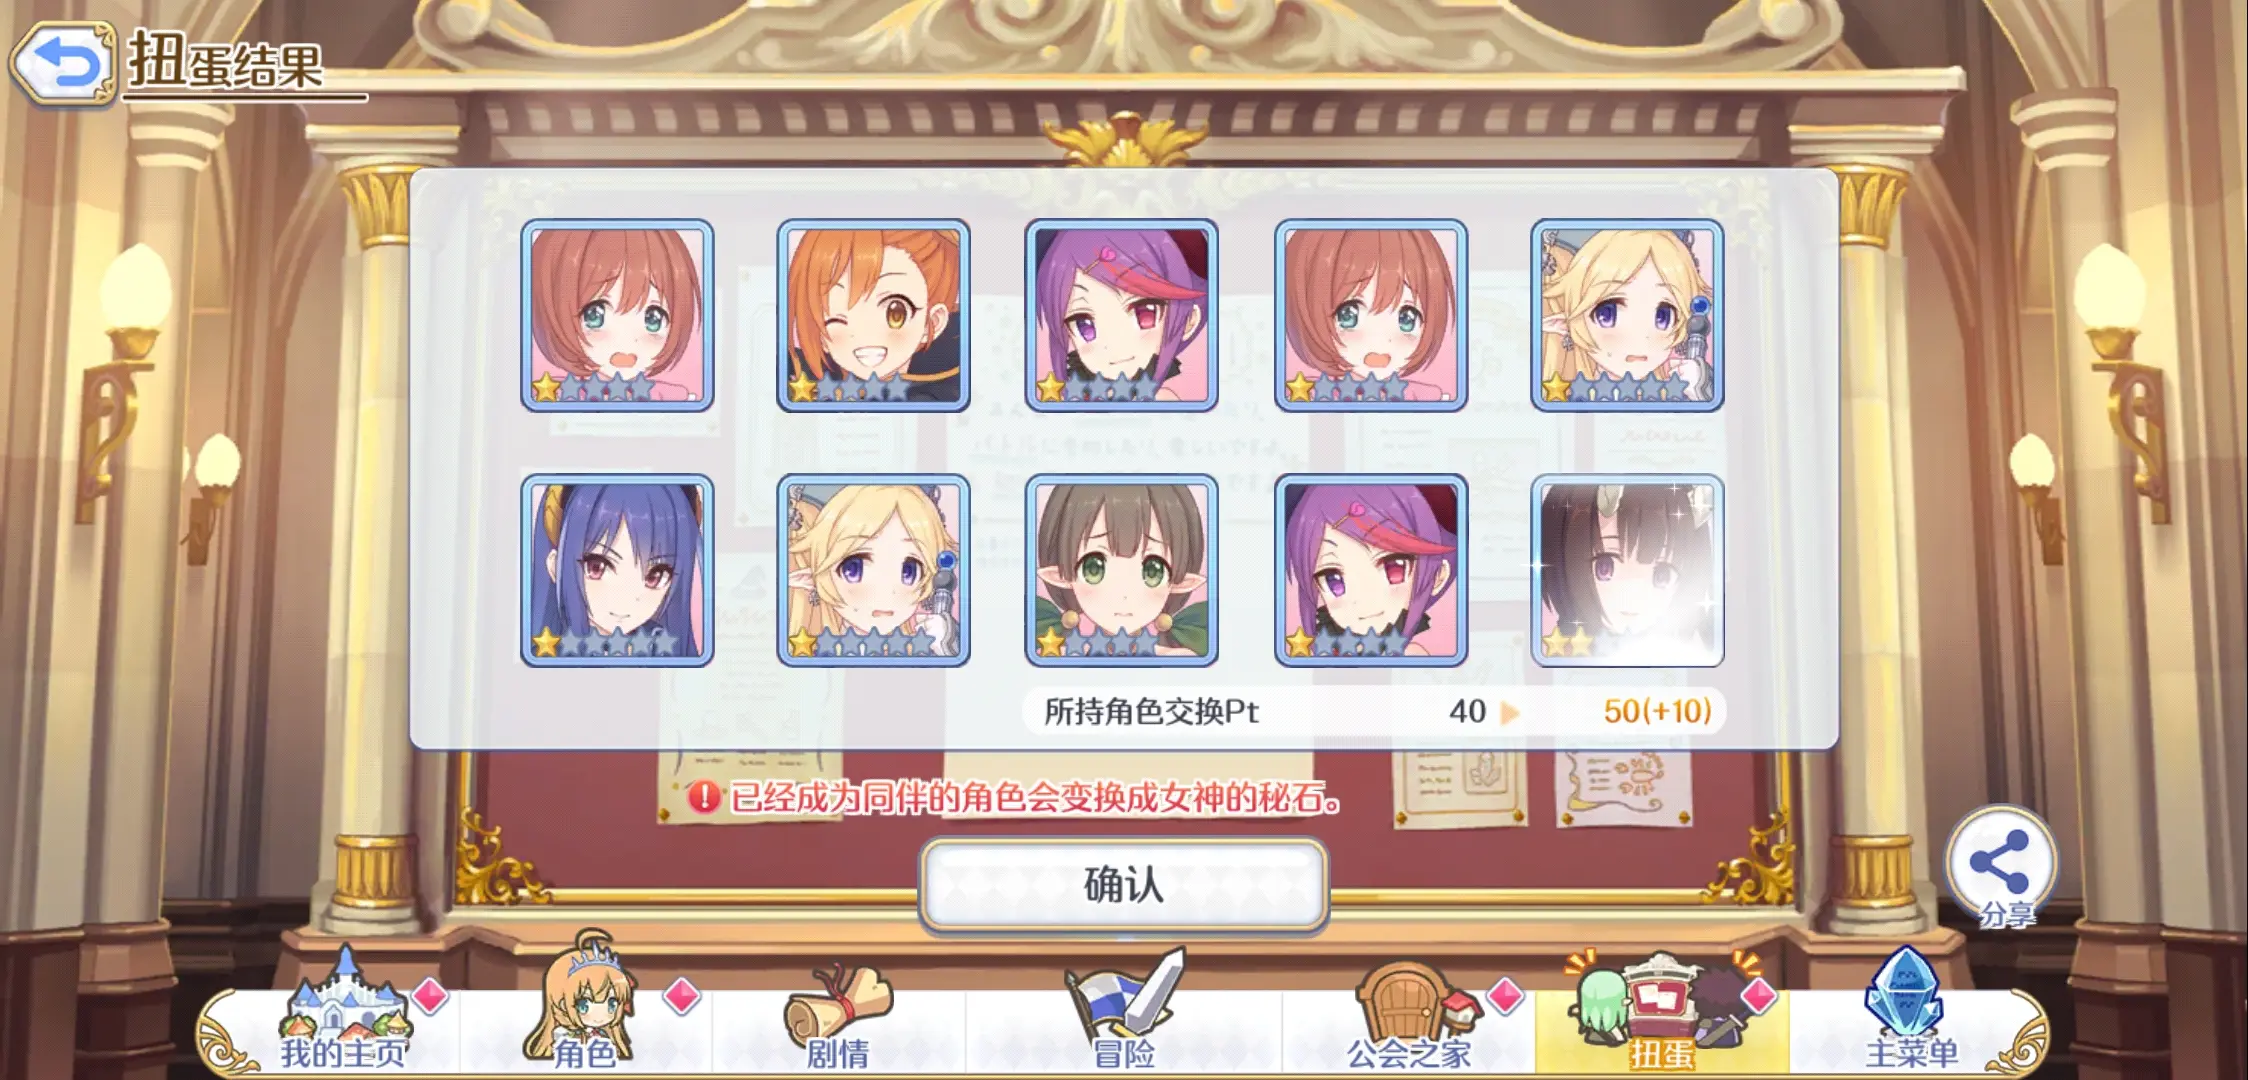 扭蛋结果
所持角色交换Pt 40 50(+10)
已经成为同伴的角色会变换成女神的秘石。
确认
分享
我的主页
角色
剧情
冒险
公会之家
扭蛋
主菜单